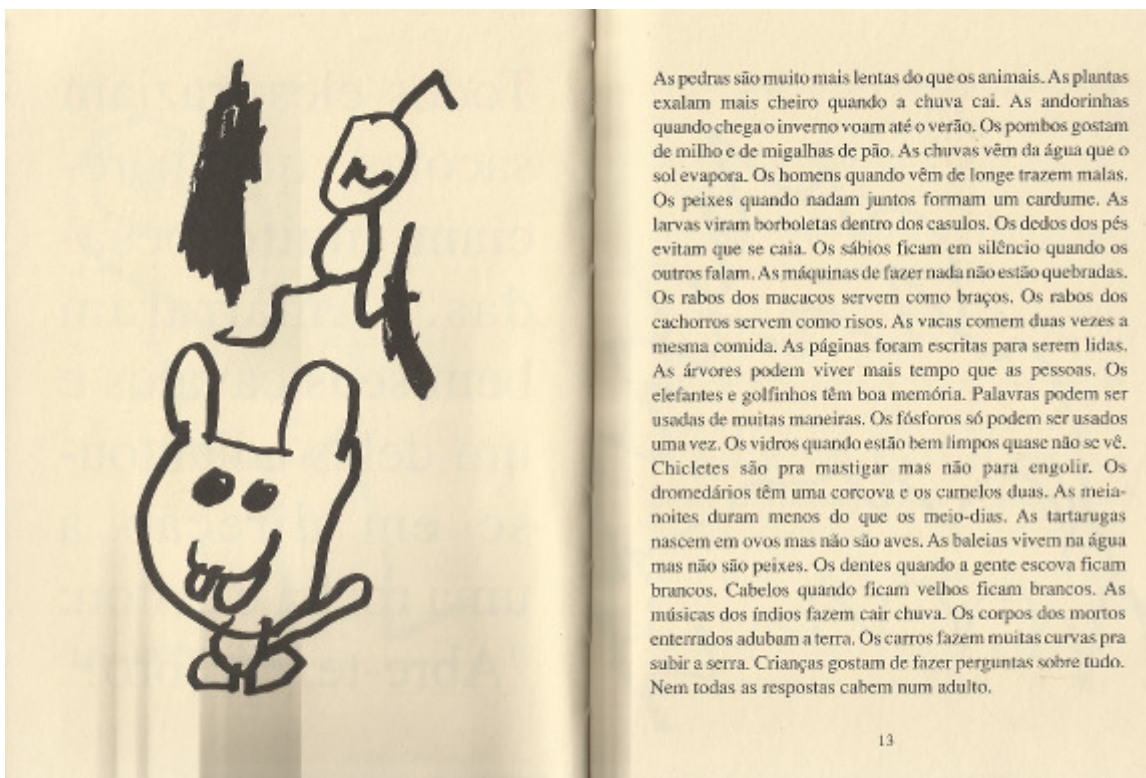 As pedras são muito mais lentas do que os animais. As plantas
exalam mais cheiro quando a chuva cai. As andorinhas
quando chega o inverno voam até o verão. Os pombos gostam
de milho e de migalhas de pão. As chuvas vêm da água que o
sol evapora. Os homens quando vêm de longe trazem malas.
Os peixes quando nadam juntos formam um cardume. As
larvas viram borboletas dentro dos casulos. Os dedos dos pés
evitam que se caia. Os sábios ficam em silêncio quando os
outros falam. As máquinas de fazer nada não estão quebradas.
Os rabos dos macacos servem como braços. Os rabos dos
cachorros servem como risos. As vacas comem duas vezes a
mesma comida. As páginas foram escritas para serem lidas.
As árvores podem viver mais tempo que as pessoas. Os
elefantes e golfinhos têm boa memória. Palavras podem ser
usadas de muitas maneiras. Os fósforos só podem ser usados
uma vez. Os vidros quando estão bem limpos quase não se vê.
Chicletes são pra mastigar mas não para engolir. Os
dromedários têm uma corcova e os camelos duas. As meia-
noites duram menos do que os meio-dias. As tartarugas
nascem em ovos mas não são aves. As baleias vivem na água
mas não são peixes. Os dentes quando a gente escova ficam
brancos. Cabelos quando ficam velhos ficam brancos. As
músicas dos índios fazem cair chuva. Os corpos dos mortos
enterrados adubam a terra. Os carros fazem muitas curvas pra
subir a serra. Crianças gostam de fazer perguntas sobre tudo.
Nem todas as respostas cabem num adulto.
13